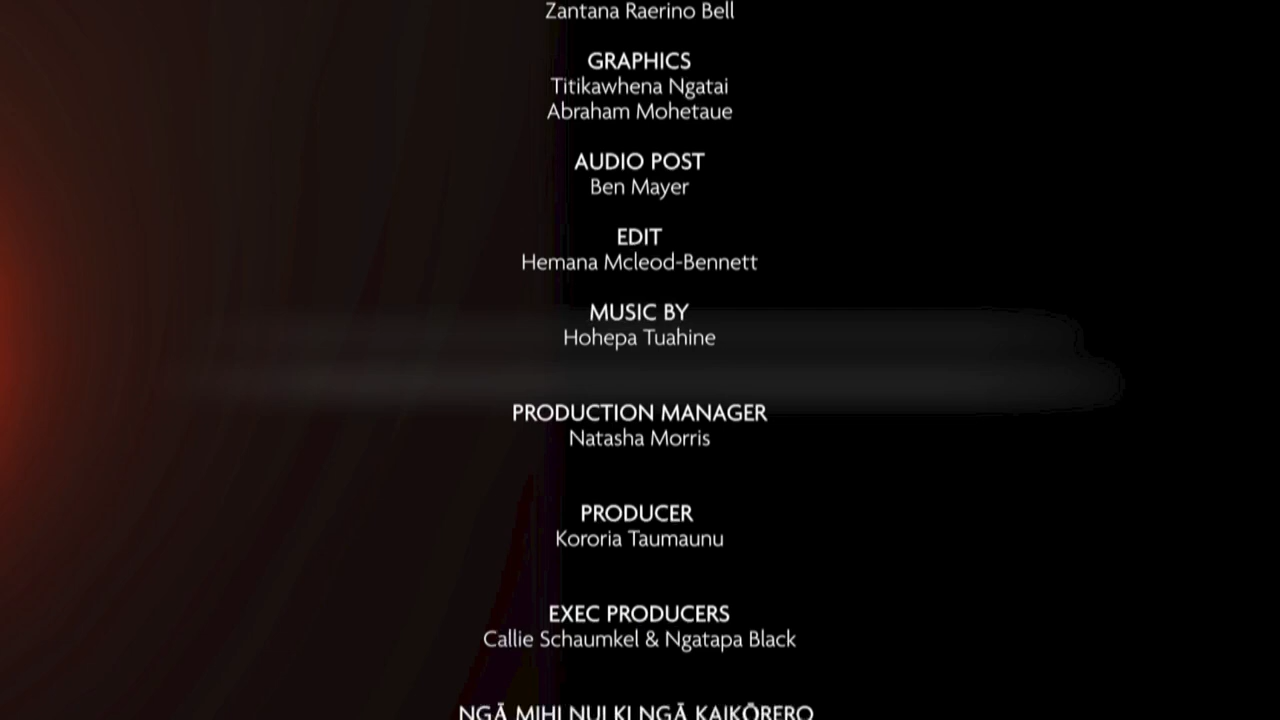 Zantana Raerino Bell
GRAPHICS
Titikawhena Ngatai
Abraham Mohetaue
AUDIO POST
Ben Mayer
EDIT
Hemana Mcleod-Bennett
MUSIC BY
Hohepa Tuahine
PRODUCTION MANAGER
Natasha Morris
PRODUCER
Kororia Taumaunu
EXEC PRODUCERS
Callie Schaumkel & Ngatapa Black
NGĀ MIHI NUI KI NGĀ KAIKŌRERO